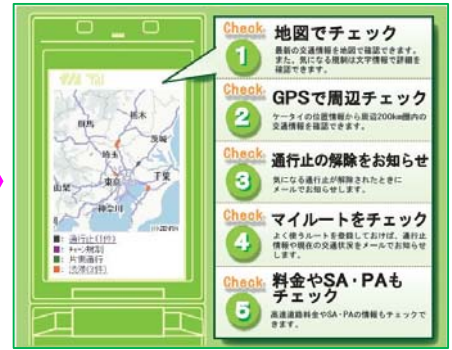 群馬
栃木
茨城
埼玉
東京
千葉
山梨
神奈川
■: 通行止(1件)
■: チェーン規制
■: 片側通行
■: 渋滞(3件)
Check
1
地図でチェック
最新の交通情報を地図で確認できます。
また、気になる規制は文字情報で詳細を
確認できます。
Check
2
GPSで周辺チェック
ケータイの位置情報から周辺200km圏内の
交通情報を確認できます。
Check
3
通行止の解除をお知らせ
気になる通行止が解除されたときに
メールでお知らせします。
Check
4
マイルートをチェック
よく使うルートを登録しておけば、通行止
情報や現在の交通状況をメールでお知らせ
します。
Check
5
料金やSA・PAも
チェック
高速道路料金やSA・PAの情報もチェックで
きます。